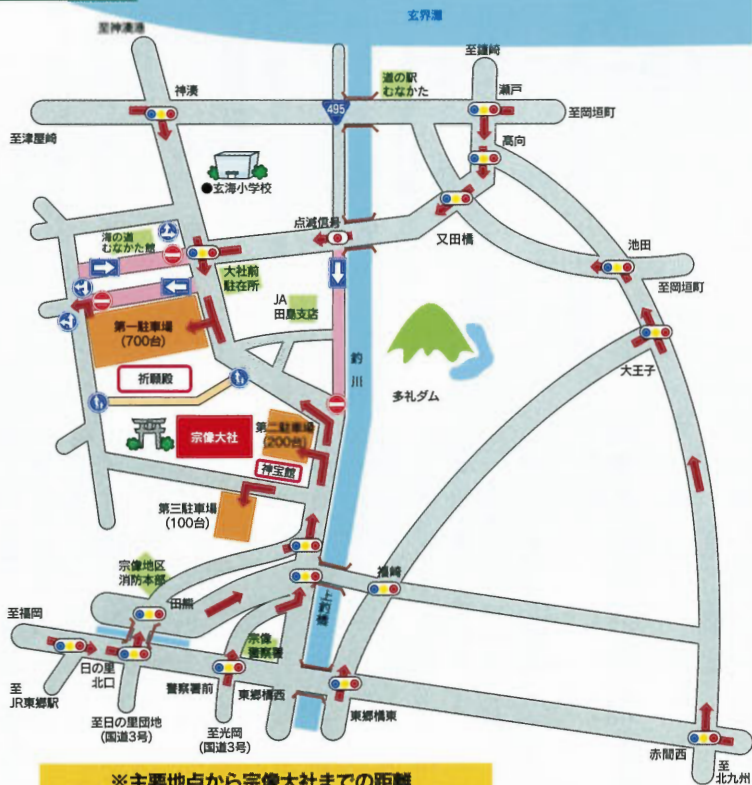 玄界灘
至神湊港
至鐘崎
神湊
495
道の駅
むなかた
瀬戸
至岡垣町
至津屋崎
高向
●玄海小学校
点滅信号
又田橋
海の道
むなかた館
池田
大社前
駐在所
至岡垣町
JA
田島支店
第一駐車場
(700台)
釣川
大王子
祈願殿
多礼ダム
宗像大社
第二駐車場
(200台)
神宝館
第三駐車場
(100台)
宗像地区
消防本部
田熊
福崎
上釣橋
至福岡
宗像
警察署
日の里
北口
警察署前
東郷橋西
東郷橋東
至
JR東郷駅
至日の里団地
(国道3号)
至光岡
(国道3号)
赤間西
至
北九州
※主要地点から宗像大社までの距離